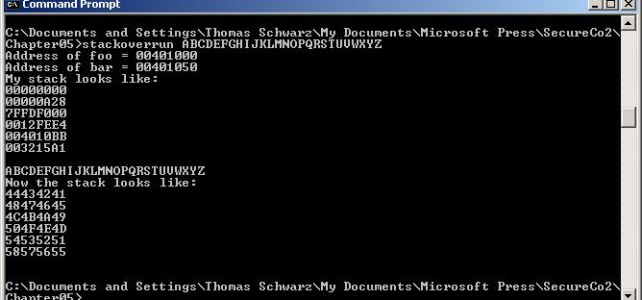 Command Prompt
C:\Documents and Settings\Thomas Schwarz\My Documents\Microsoft Press\SecureCo2\
Chapter05>stackoverrun ABCDEFGHIJKLMNOPQRSTUVWXYZ
Address of foo = 00401000
Address of bar = 00401050
My stack looks like:
00000000
00000A28
7FFDF000
0012FEE4
004010BB
003215A1
ABCDEFGHIJKLMNOPQRSTUVWXYZ
Now the stack looks like:
44434241
48474645
4C4B4A49
504F4E4D
54535251
58575655
C:\Documents and Settings\Thomas Schwarz\My Documents\Microsoft Press\SecureCo2\
Chapter05>